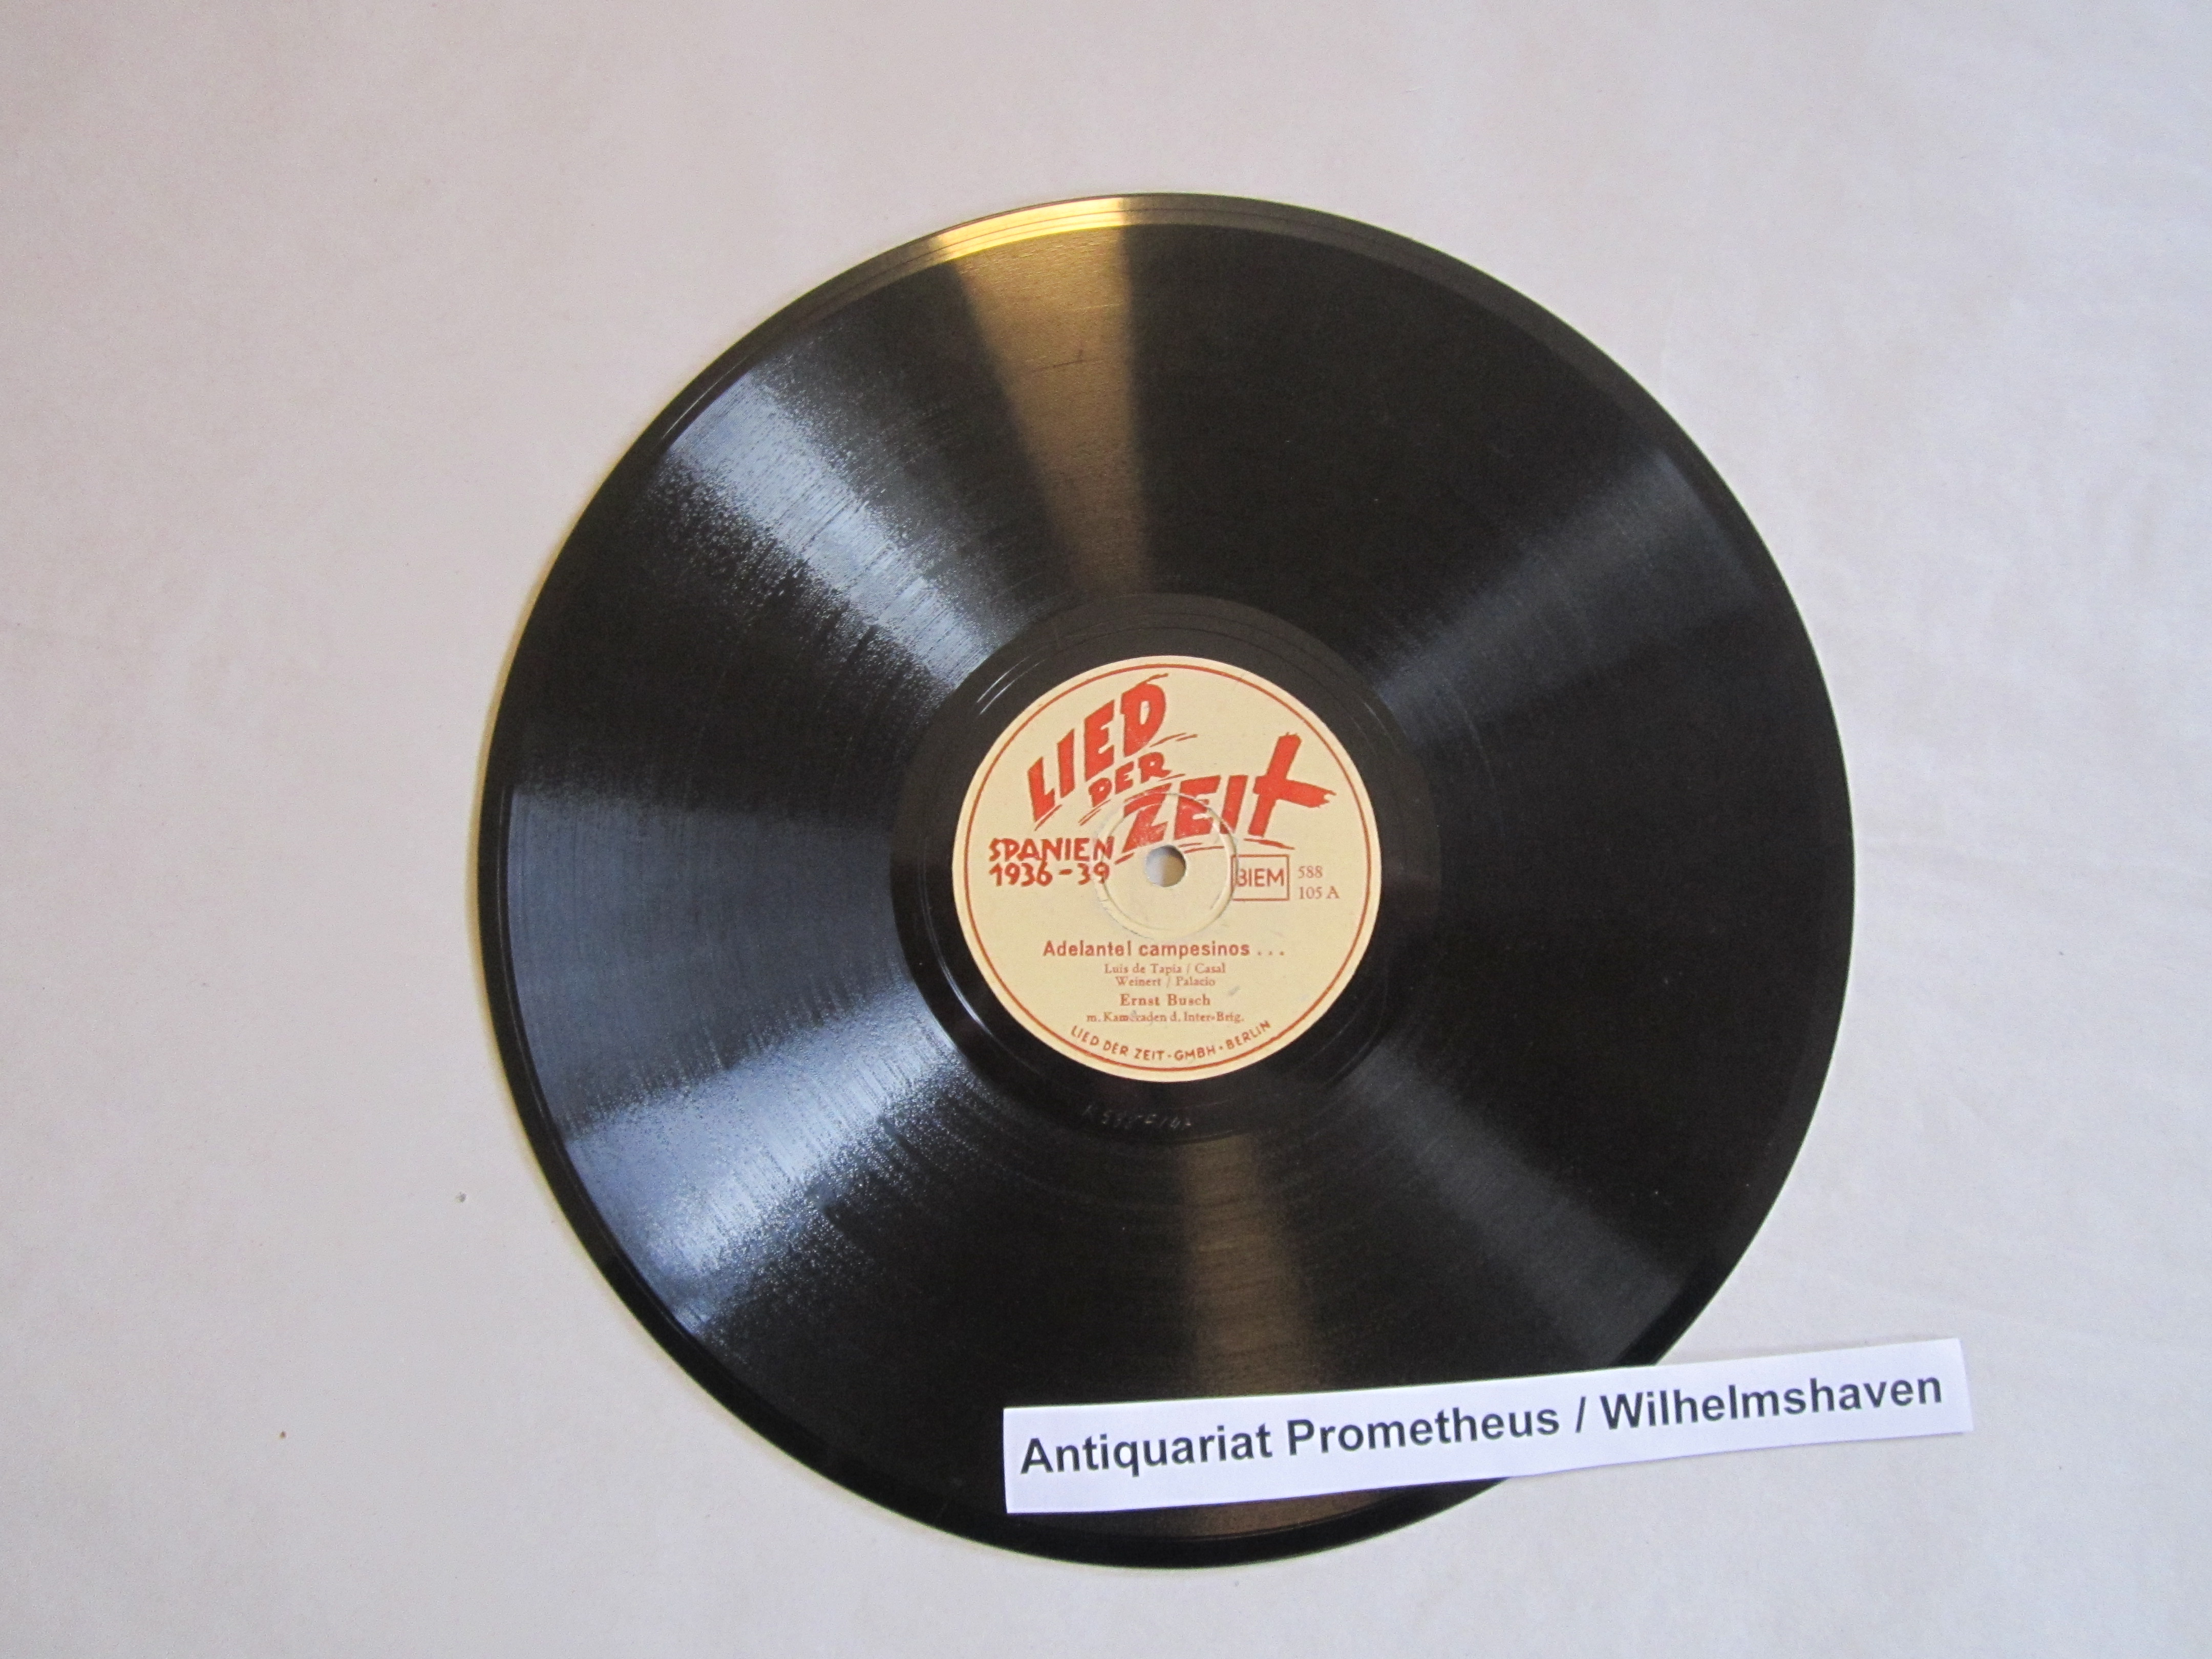 LIED
DER
ZEIT
SPANIEN
1936-39
BIEM
588
105 A
Adelantel campesinos ...
Luis de Tapia / Casal
Weinert / Palacio
Ernst Busch
m. Kameraden d. Inter-Brig.
LIED DER ZEIT · GMBH · BERLIN
Antiquariat Prometheus / Wilhelmshaven